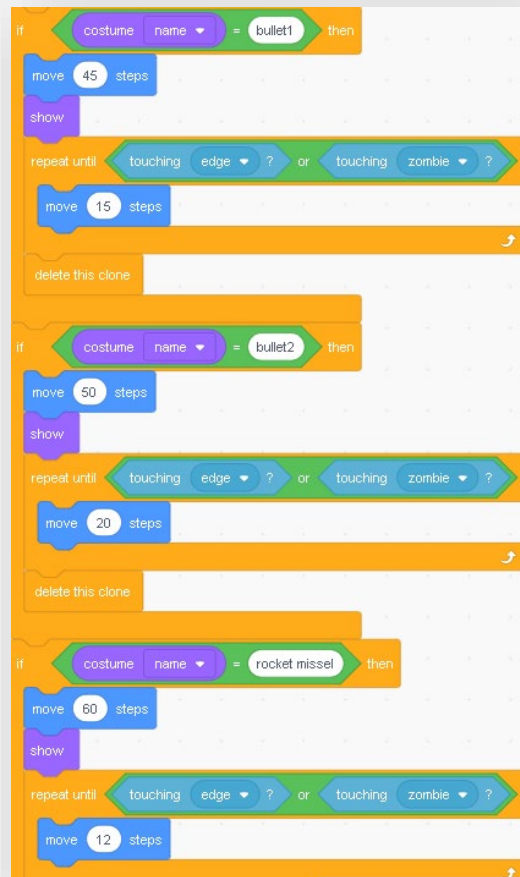 if costume name = bullet1 then
move 45 steps
show
repeat until touching edge ? or touching zombie ?
move 15 steps
delete this clone
if costume name = bullet2 then
move 50 steps
show
repeat until touching edge ? or touching zombie ?
move 20 steps
delete this clone
if costume name = rocket missel then
move 60 steps
show
repeat until touching edge ? or touching zombie ?
move 12 steps